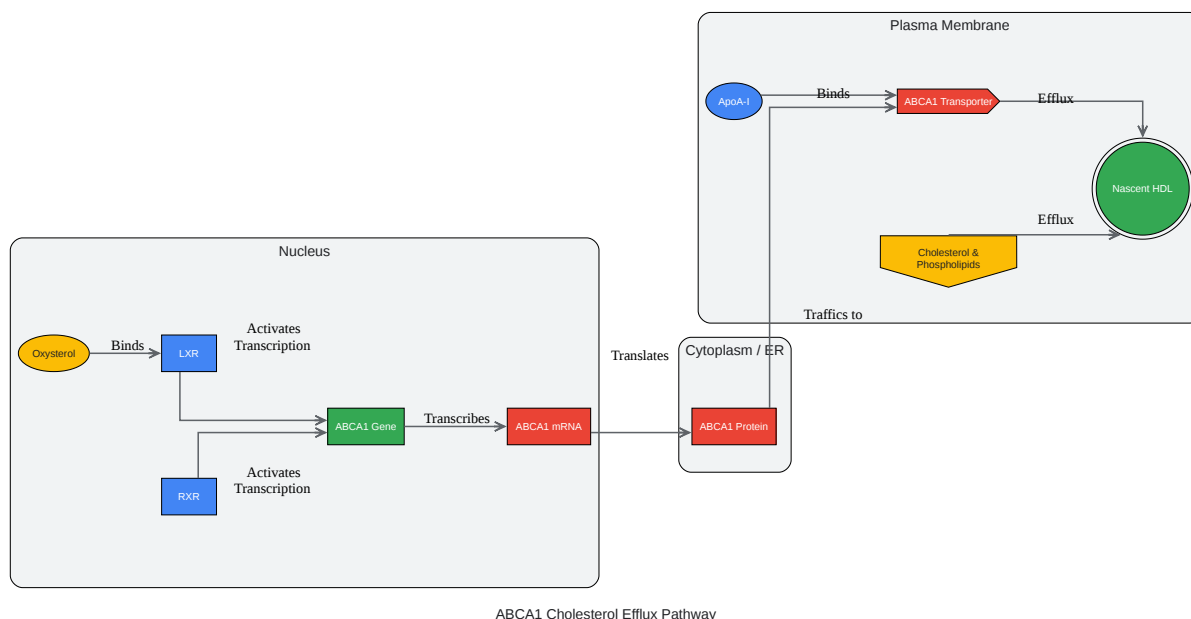 Plasma Membrane
ApoA-I
Binds
ABCA1 Transporter
Efflux
Nascent HDL
Efflux
Cholesterol &
Phospholipids
Nucleus
Oxysterol
Binds
LXR
Activates
Transcription
Traffics to
Translates
Cytoplasm / ER
ABCA1 Gene
Transcribes
ABCA1 mRNA
ABCA1 Protein
RXR
Activates
Transcription
ABCA1 Cholesterol Efflux Pathway